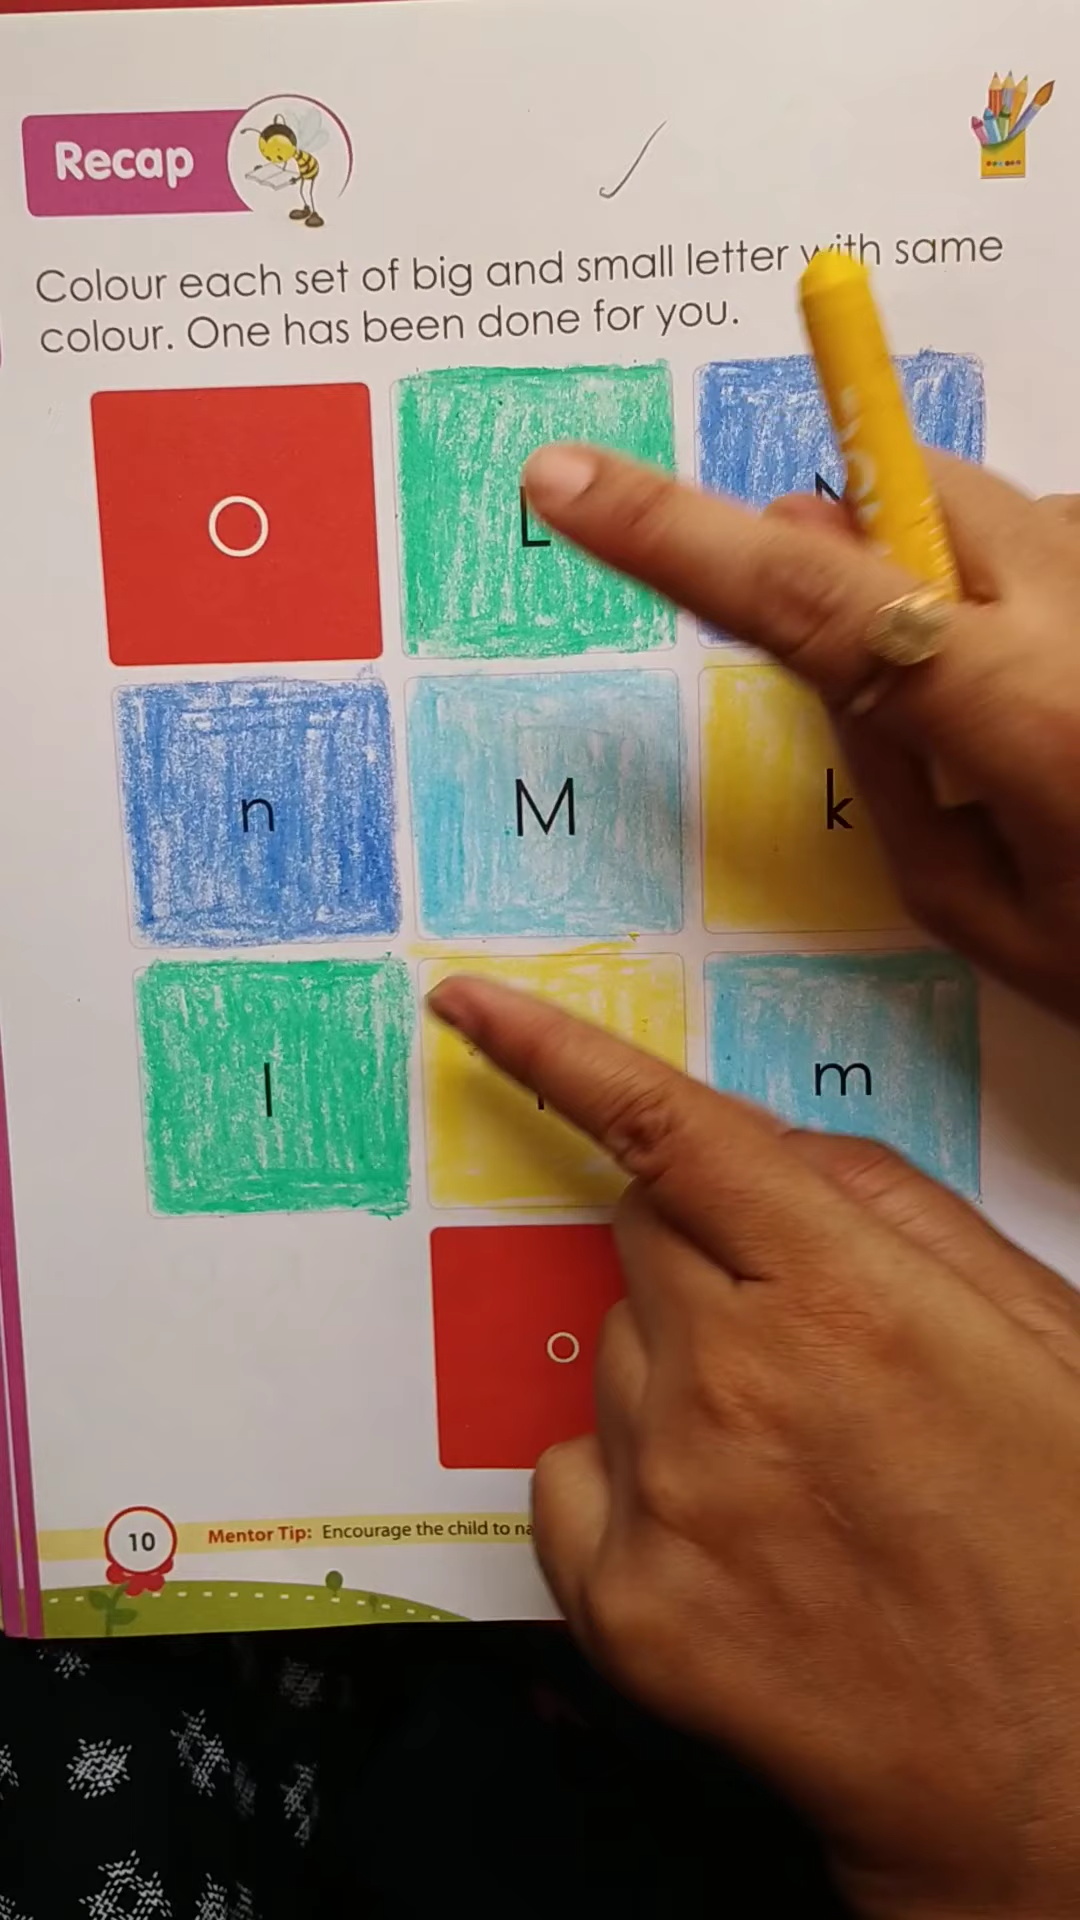 Recap
Colour each set of big and small letter with same
colour. One has been done for you.
O L N
n M k
l m
o
10 Mentor Tip: Encourage the child to